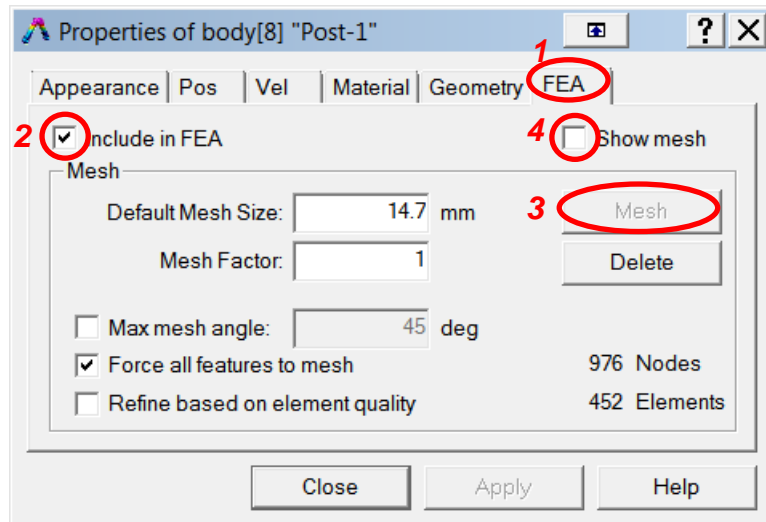 Properties of body[8] "Post-1"
1
Appearance Pos Vel Material Geometry FEA
2 Include in FEA 4 Show mesh
Mesh
Default Mesh Size: 14.7 mm 3 Mesh
Mesh Factor: 1 Delete
Max mesh angle: 45 deg
Force all features to mesh 976 Nodes
Refine based on element quality 452 Elements
Close Apply Help